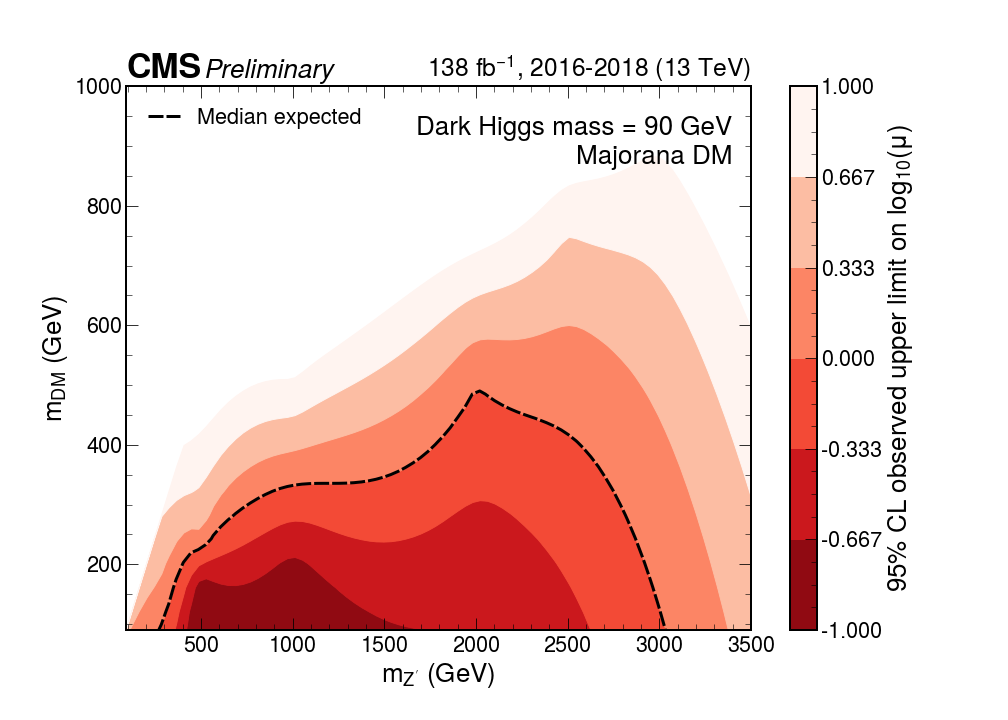 CMS Preliminary 138 fb⁻¹, 2016-2018 (13 TeV)
Median expected
Dark Higgs mass = 90 GeV
Majorana DM
1000
800
600
400
200
m_DM (GeV)
500 1000 1500 2000 2500 3000 3500
m_Z′ (GeV)
1.000
0.667
0.333
0.000
-0.333
-0.667
-1.000
95% CL observed upper limit on log₁₀(μ)